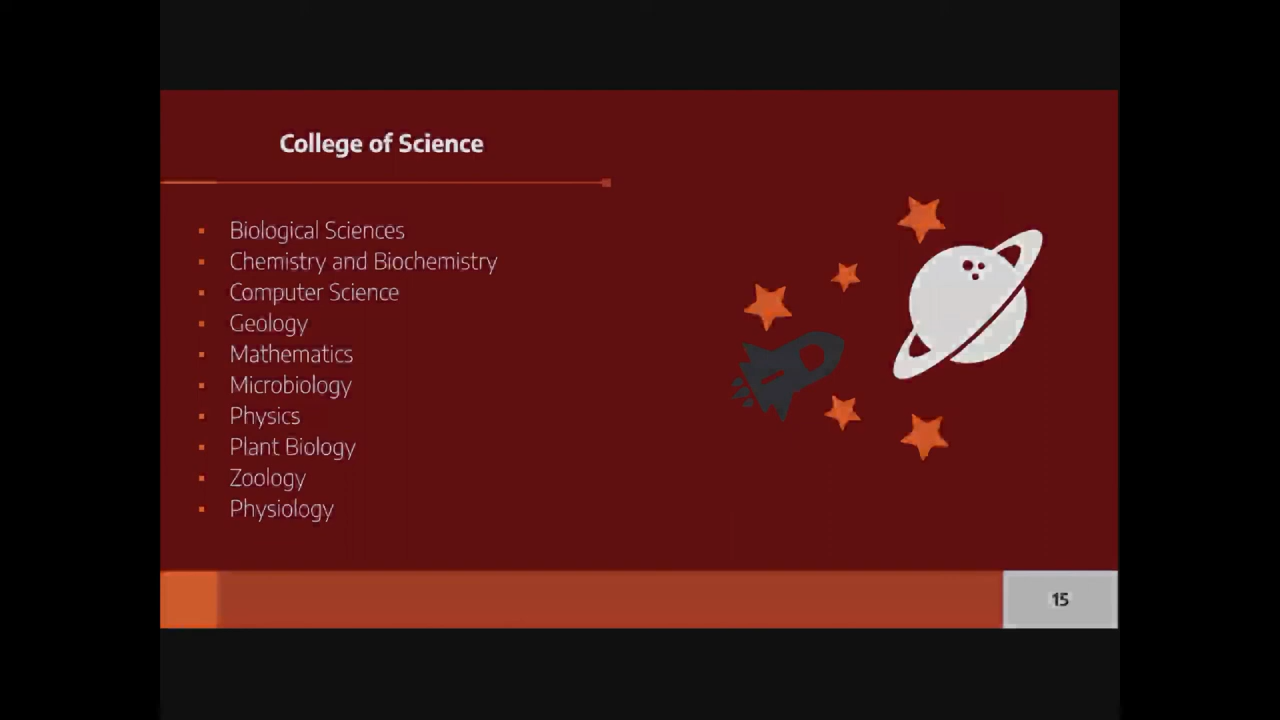 College of Science
Biological Sciences
Chemistry and Biochemistry
Computer Science
Geology
Mathematics
Microbiology
Physics
Plant Biology
Zoology
Physiology
15